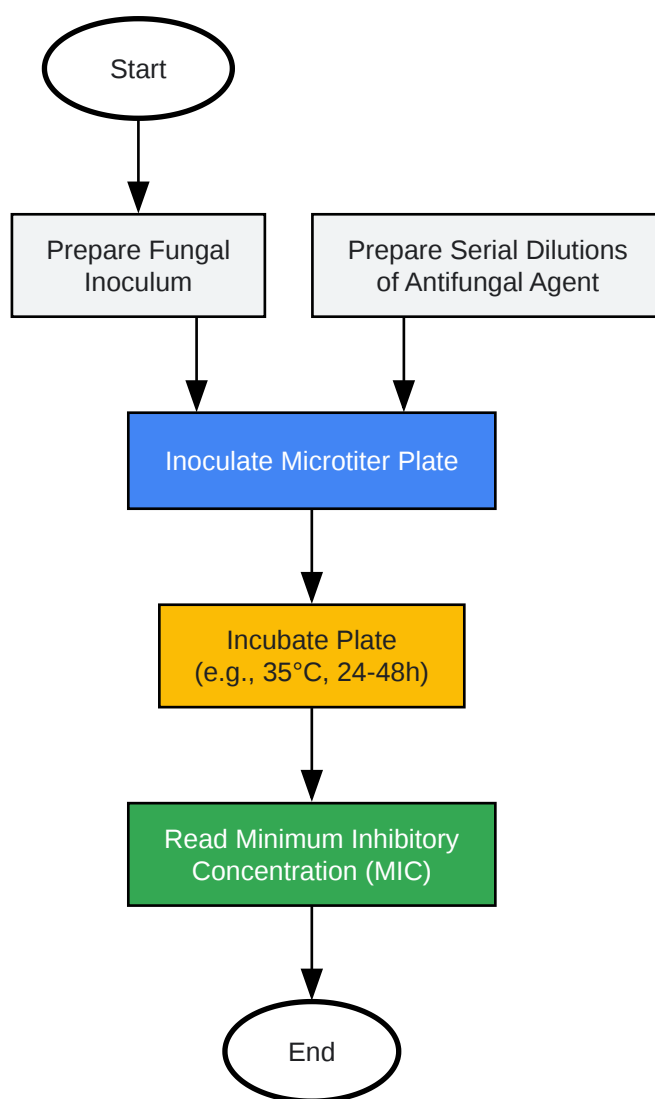 Start
Prepare Fungal
Inoculum
Prepare Serial Dilutions
of Antifungal Agent
Inoculate Microtiter Plate
Incubate Plate
(e.g., 35°C, 24-48h)
Read Minimum Inhibitory
Concentration (MIC)
End